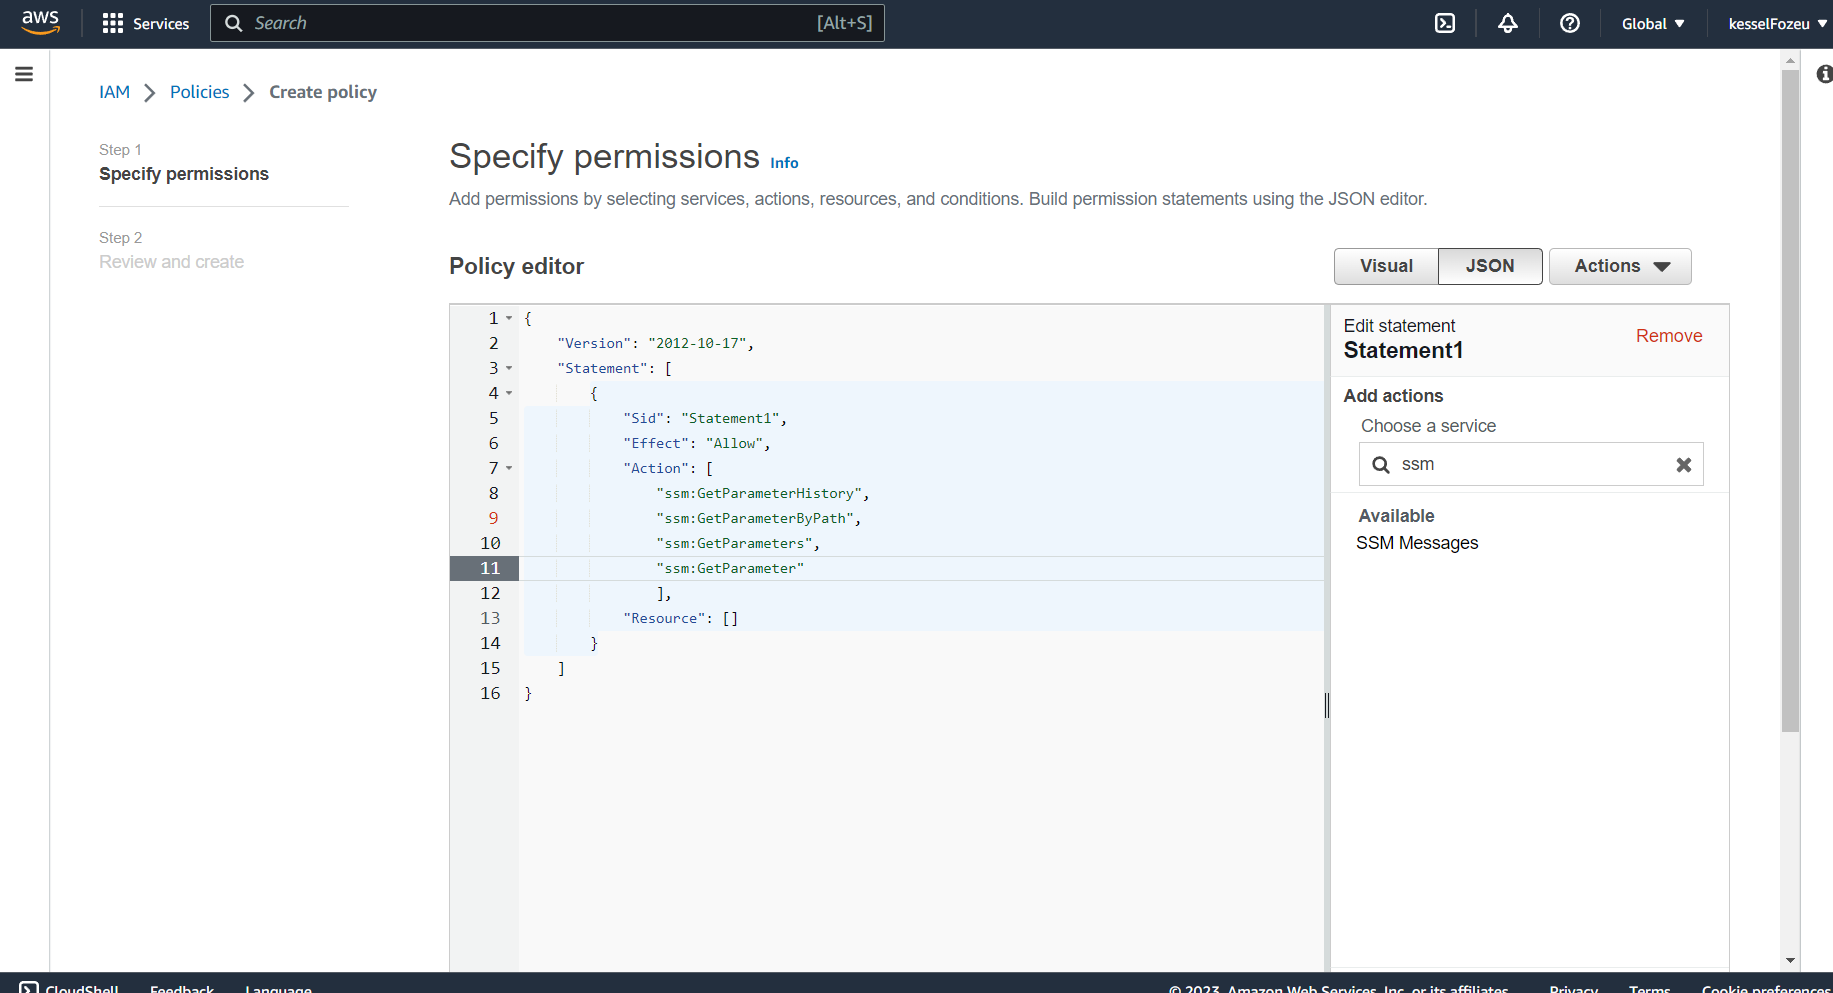 aws
Services
Search
[Alt+S]
Global
kesselFozeu
IAM
Policies
Create policy
Step 1
Specify permissions
Step 2
Review and create
Specify permissions Info
Add permissions by selecting services, actions, resources, and conditions. Build permission statements using the JSON editor.
Policy editor
Visual
JSON
Actions
1 {
2 "Version": "2012-10-17",
3 "Statement": [
4 {
5 "Sid": "Statement1",
6 "Effect": "Allow",
7 "Action": [
8 "ssm:GetParameterHistory",
9 "ssm:GetParameterByPath",
10 "ssm:GetParameters",
11 "ssm:GetParameter"
12 ],
13 "Resource": []
14 }
15 ]
16 }
Edit statement
Statement1
Remove
Add actions
Choose a service
ssm
Available
SSM Messages
CloudShell
Feedback
Language
© 2023, Amazon Web Services, Inc. or its affiliates.
Privacy
Terms
Cookie preferences